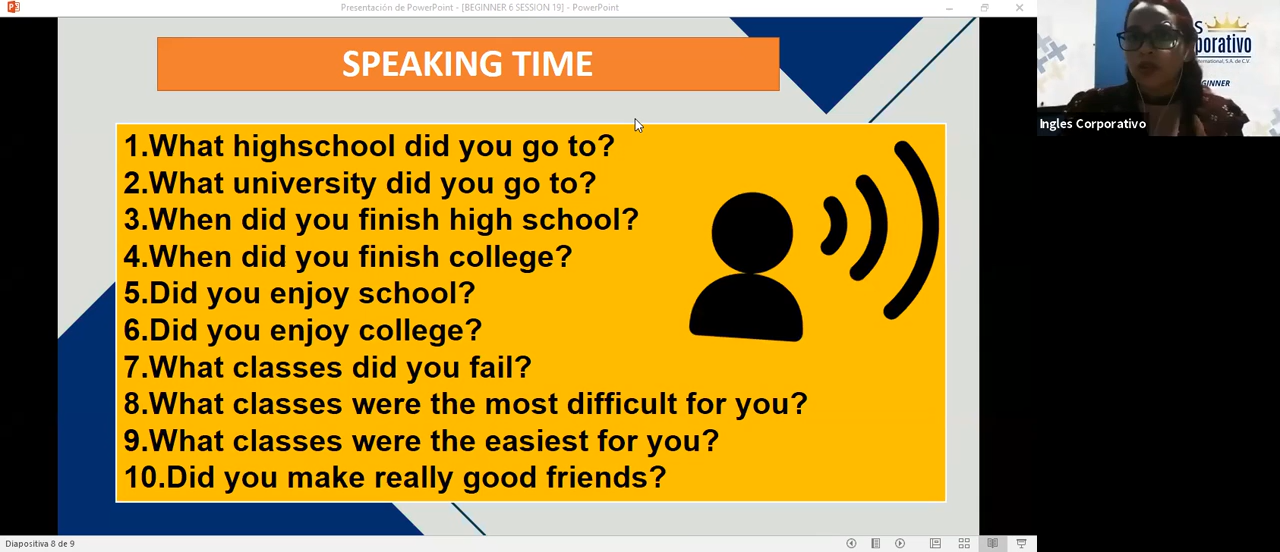 Presentación de PowerPoint - [BEGINNER 6 SESSION 19] - PowerPoint
SPEAKING TIME
1.What highschool did you go to?
2.What university did you go to?
3.When did you finish high school?
4.When did you finish college?
5.Did you enjoy school?
6.Did you enjoy college?
7.What classes did you fail?
8.What classes were the most difficult for you?
9.What classes were the easiest for you?
10.Did you make really good friends?
Diapositiva 8 de 9
S
porativo
international, S.A. de C.V.
GINNER
Ingles Corporativo